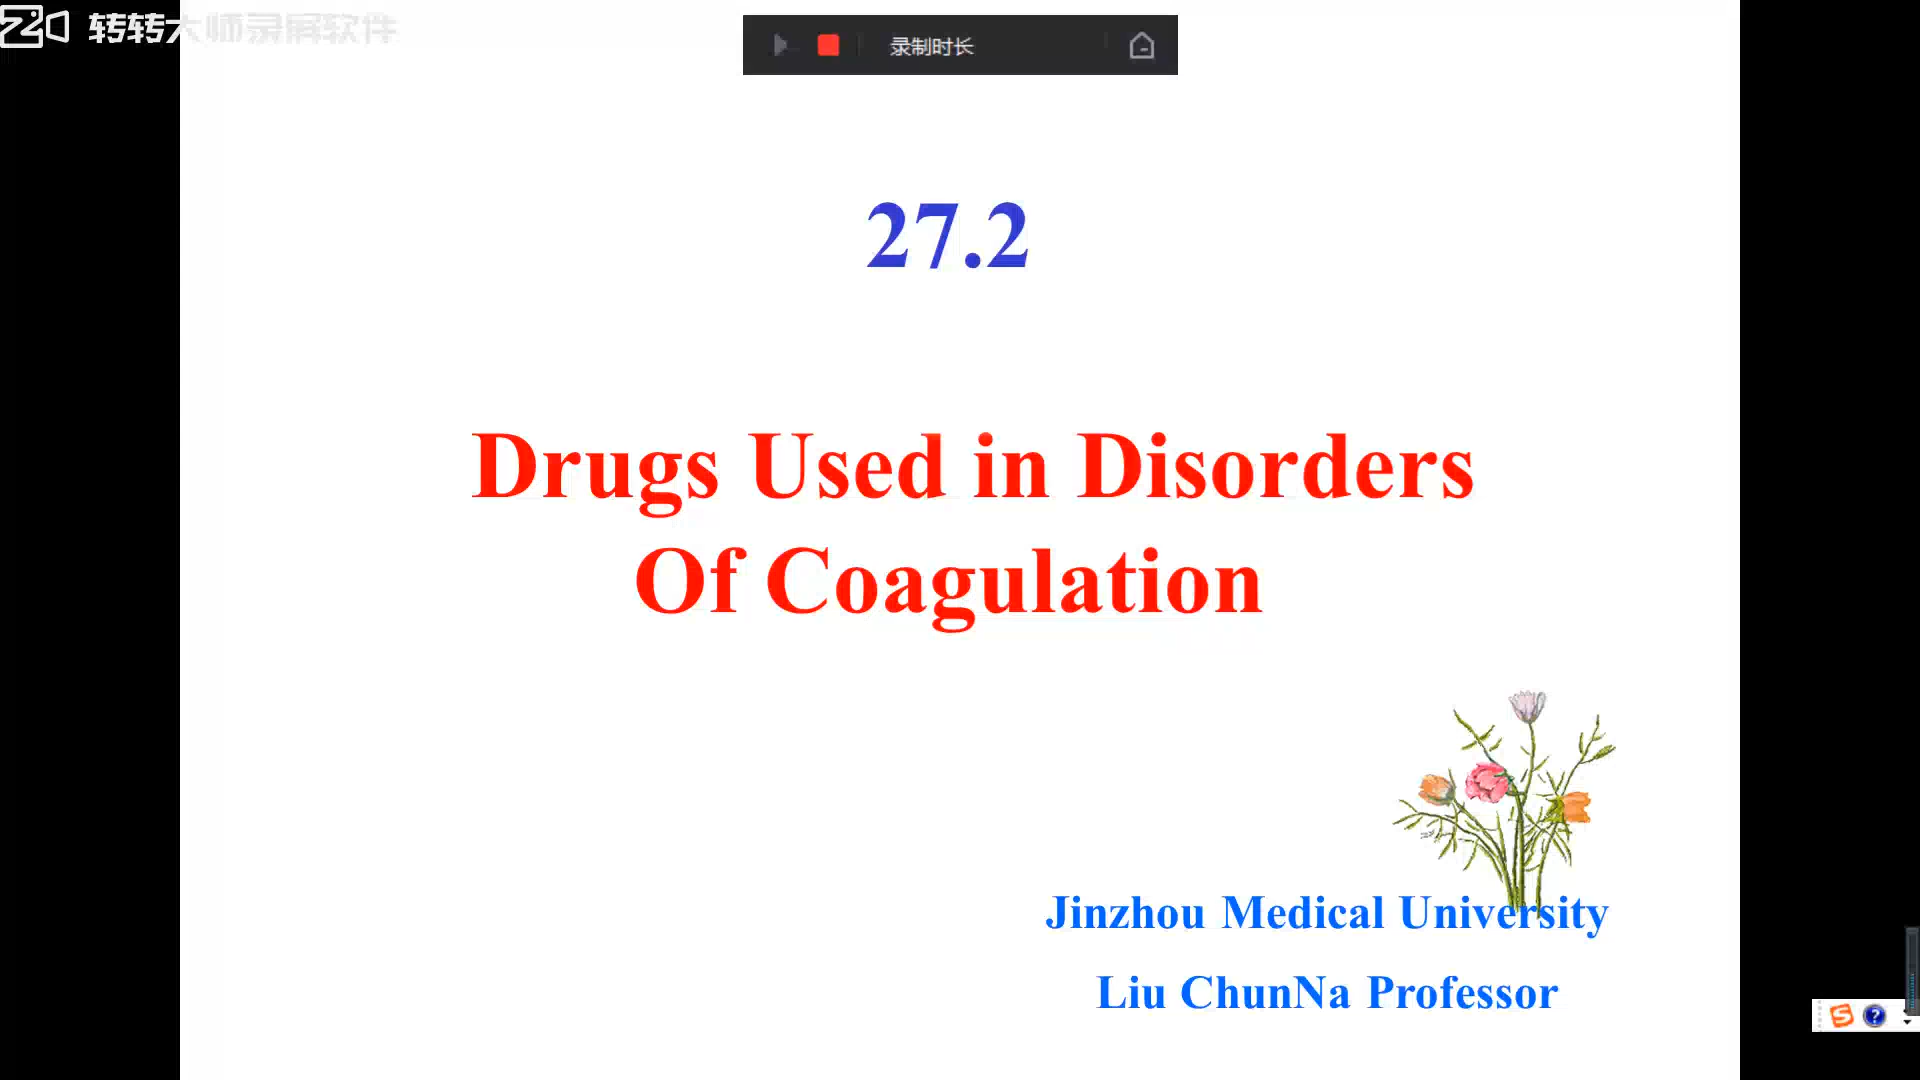 转转大师录屏软件
录制时长
27.2
Drugs Used in Disorders
Of Coagulation
Jinzhou Medical University
Liu ChunNa Professor